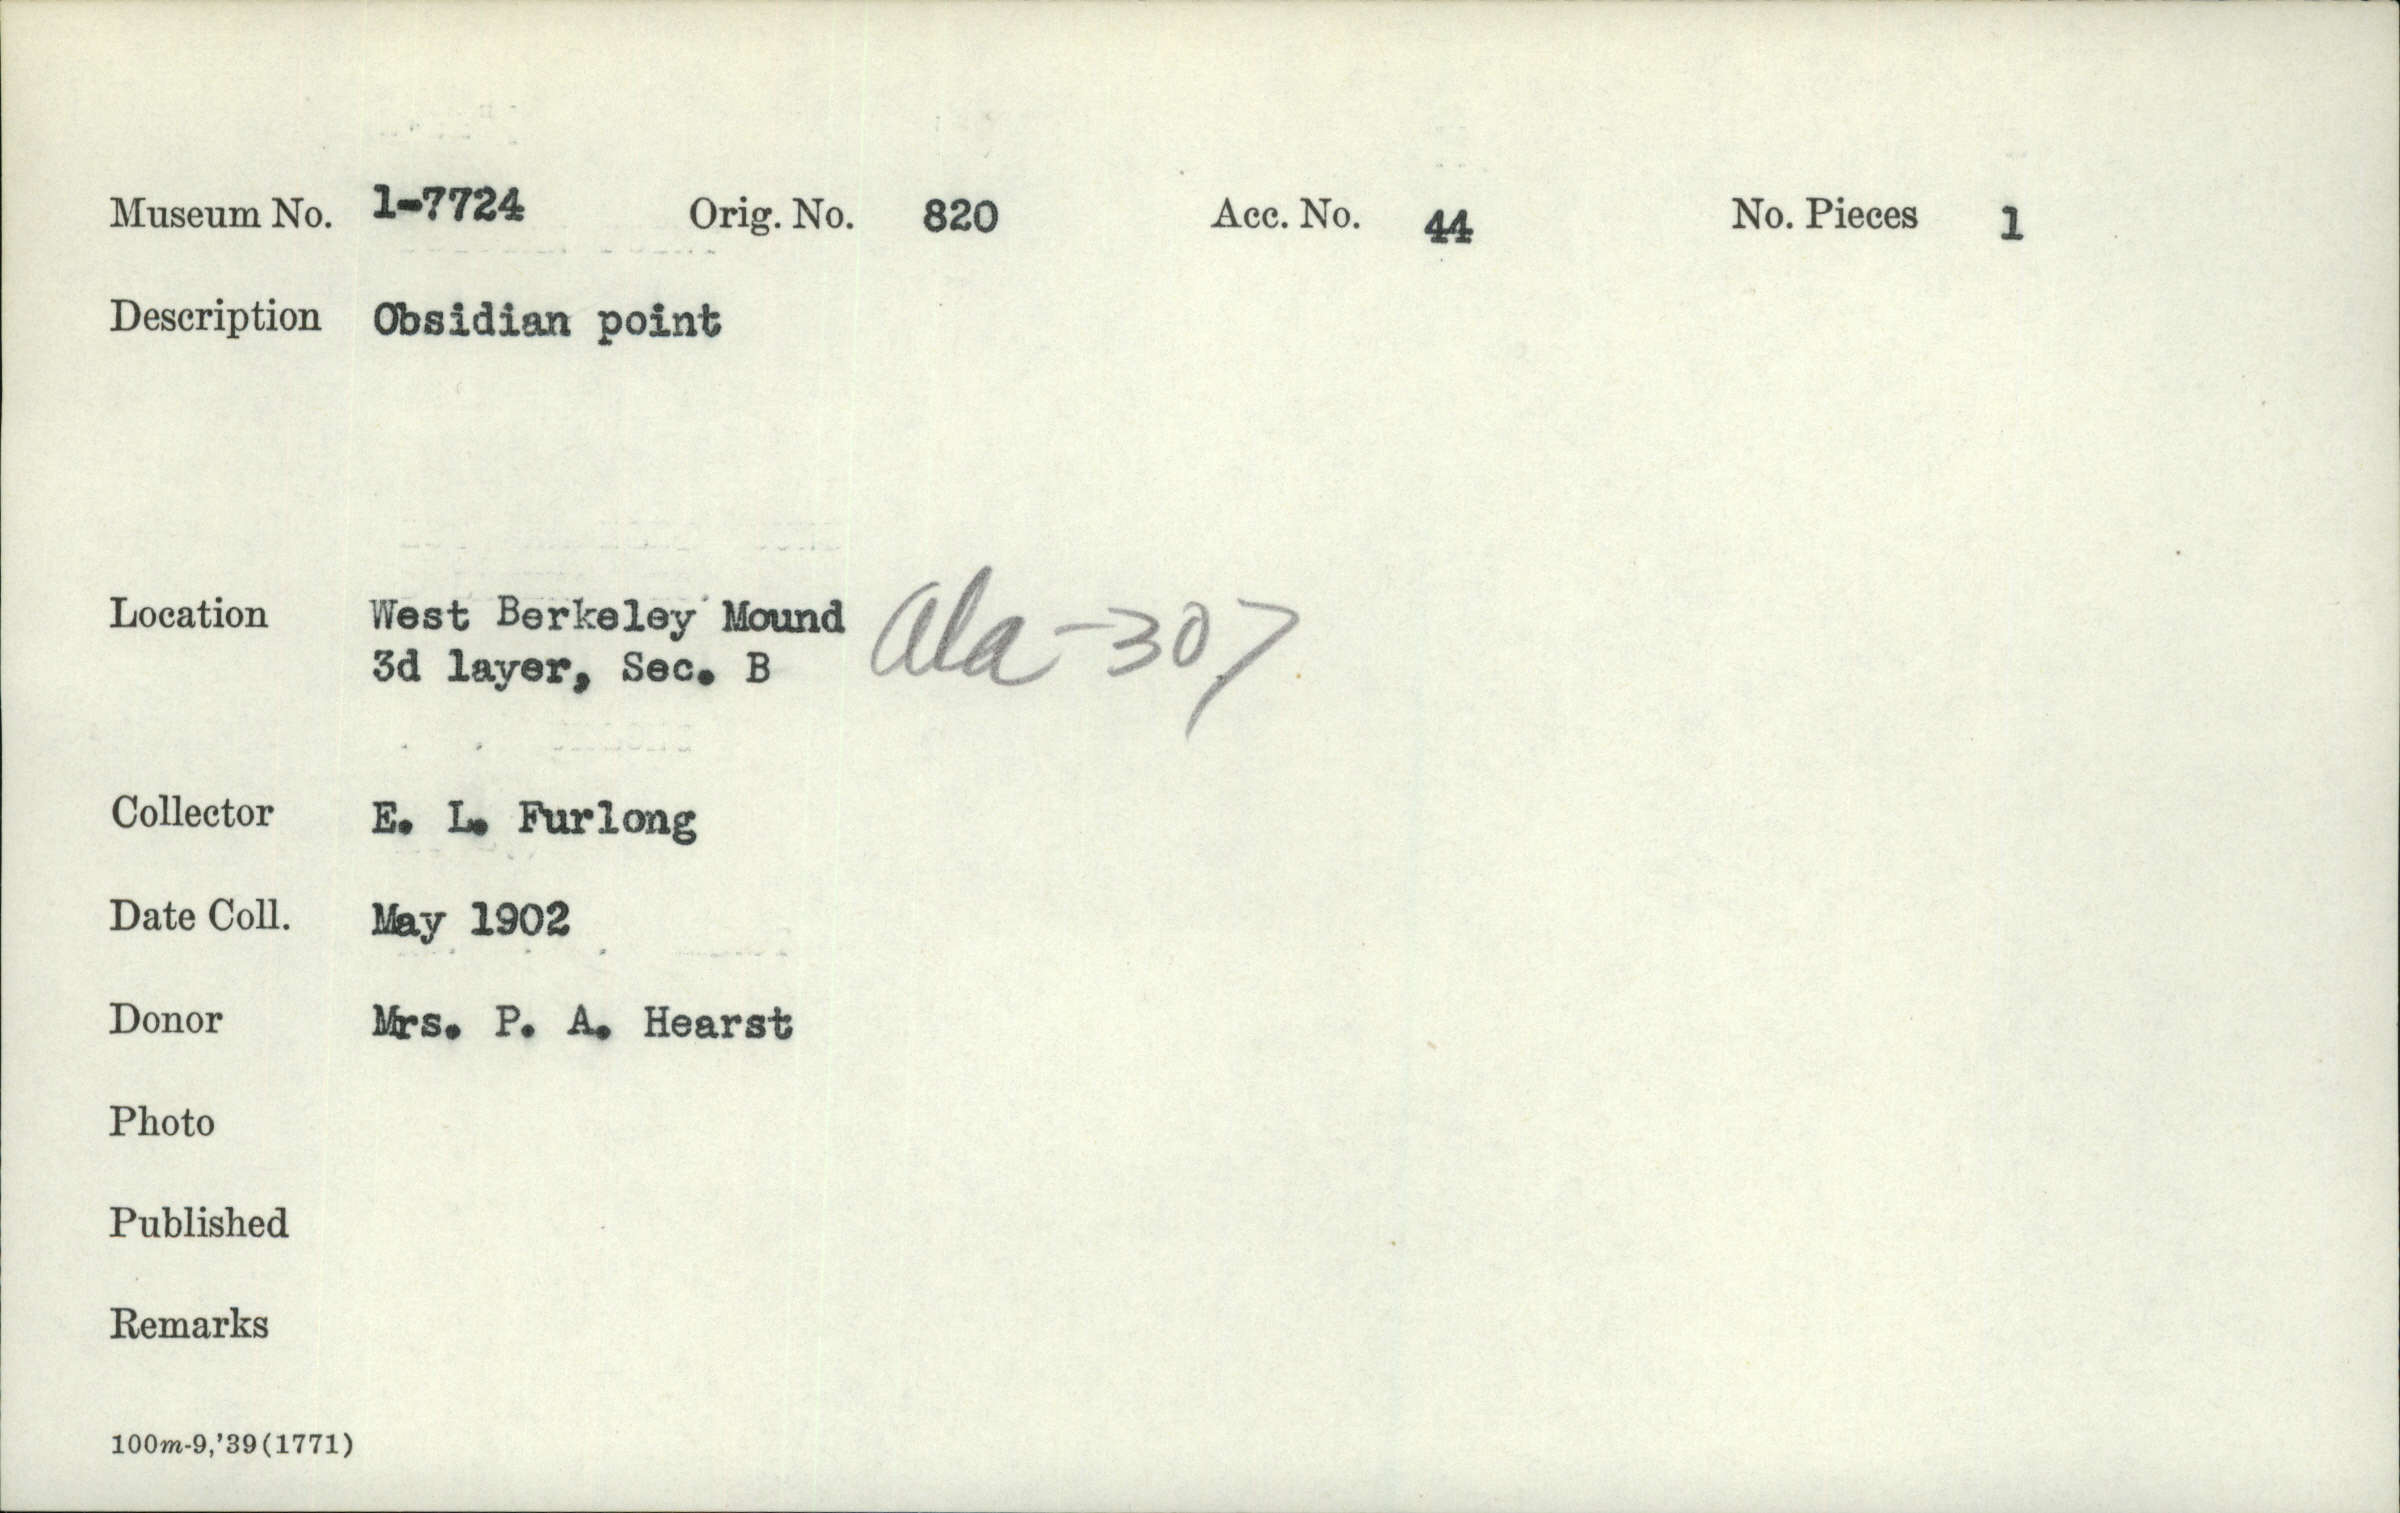 Museum No. 1-7724 Orig. No. 820 Acc. No. 44 No. Pieces 1
Description Obsidian point
Location West Berkeley Mound Ala-307
3d layer, Sec. B
Collector E. L. Furlong
Date Coll. May 1902
Donor Mrs. P. A. Hearst
Photo
Published
Remarks
100m-9,'39(1771)